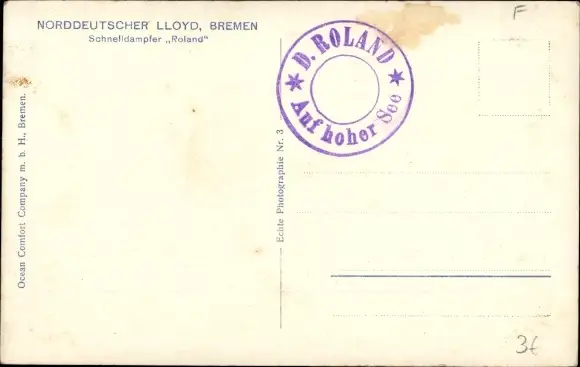 NORDDEUTSCHER LLOYD, BREMEN
Schnelldampfer „Roland"
D. ROLAND
Auf hoher See
F
Ocean Comfort Company m. b. H., Bremen.
Echte Photographie Nr. 3
3€